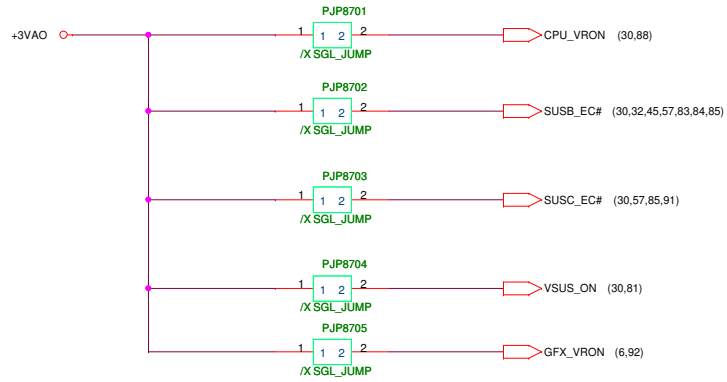 PJP8701
+3VAO 1 1 2 2 CPU_VRON (30,88)
/X SGL_JUMP
PJP8702
1 1 2 2 SUSB_EC# (30,32,45,57,83,84,85)
/X SGL_JUMP
PJP8703
1 1 2 2 SUSC_EC# (30,57,85,91)
/X SGL_JUMP
PJP8704
1 1 2 2 VSUS_ON (30,81)
/X SGL_JUMP
PJP8705
1 1 2 2 GFX_VRON (6,92)
/X SGL_JUMP